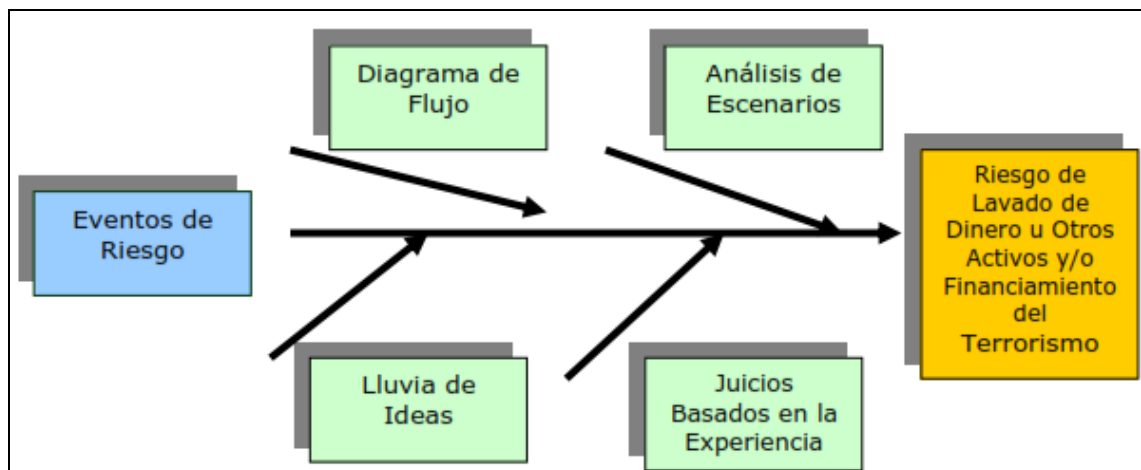 Diagrama de
Flujo
Análisis de
Escenarios
Eventos de
Riesgo
Riesgo de
Lavado de
Dinero u Otros
Activos y/o
Financiamiento
del
Terrorismo
Lluvia de
Ideas
Juicios
Basados en la
Experiencia